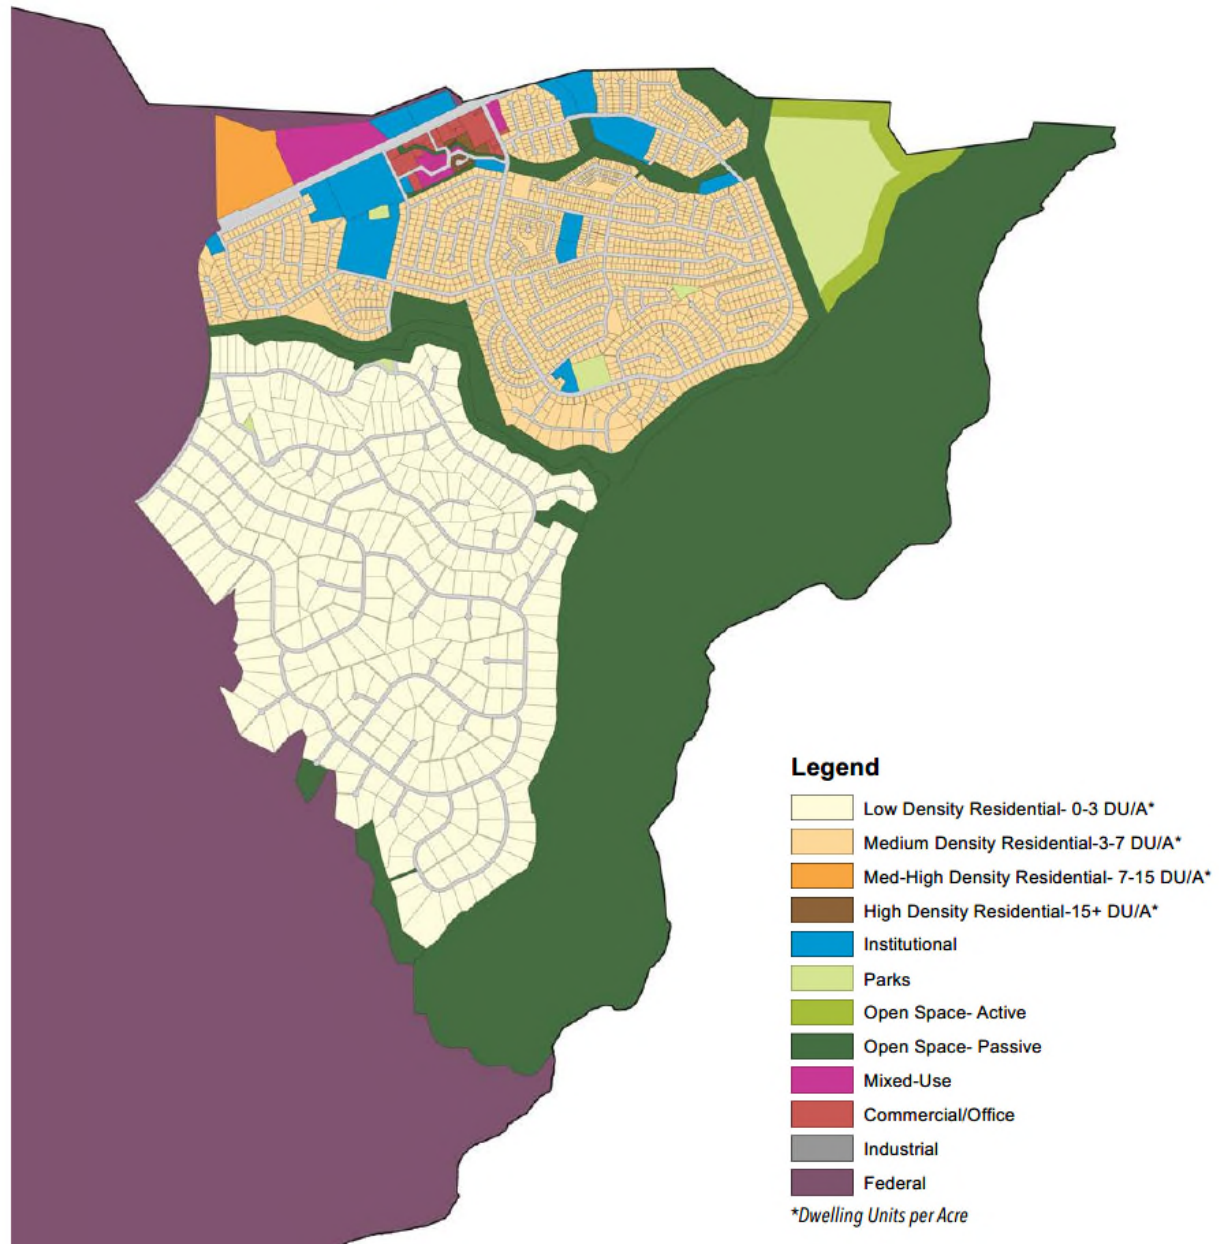 Legend
Low Density Residential- 0-3 DU/A*
Medium Density Residential-3-7 DU/A*
Med-High Density Residential- 7-15 DU/A*
High Density Residential-15+ DU/A*
Institutional
Parks
Open Space- Active
Open Space- Passive
Mixed-Use
Commercial/Office
Industrial
Federal
*Dwelling Units per Acre